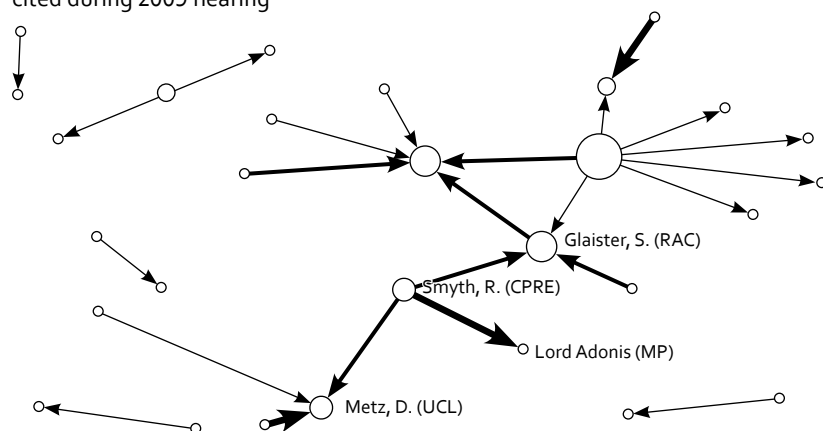 cited during 2009 hearing
Glaister, S. (RAC)
Smyth, R. (CPRE)
Lord Adonis (MP)
Metz, D. (UCL)